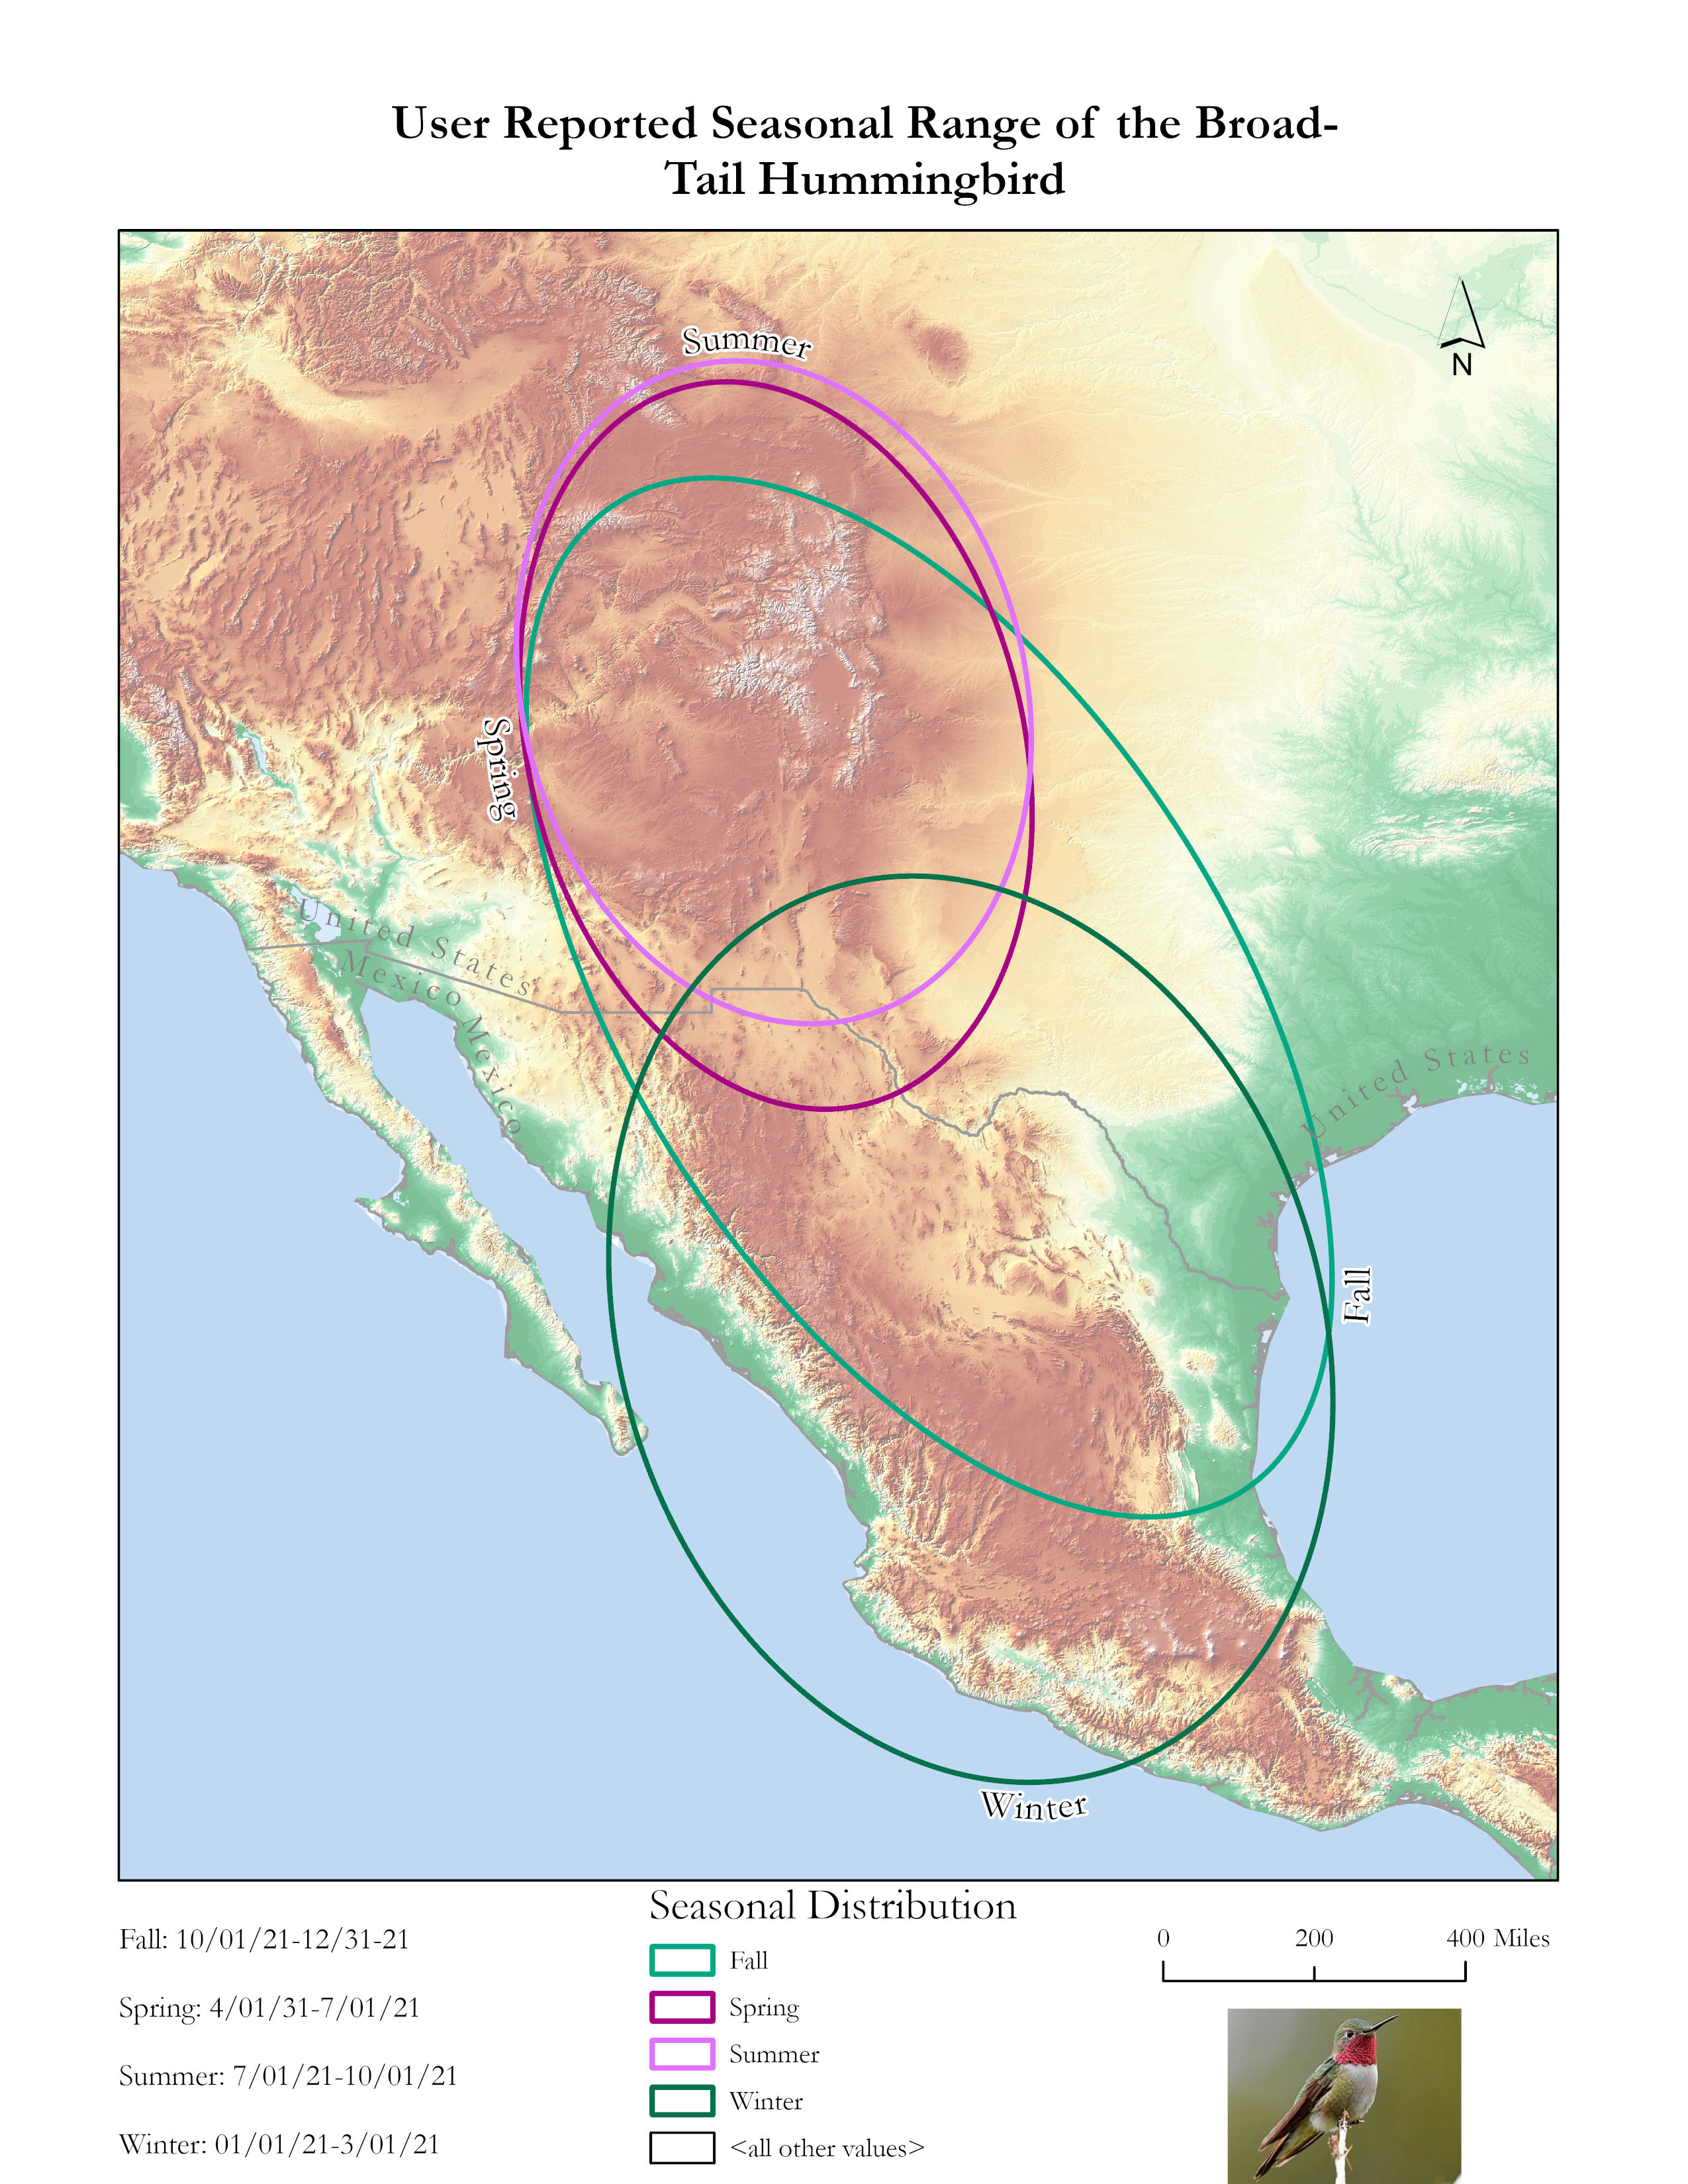 User Reported Seasonal Range of the Broad-
Tail Hummingbird
N
Summer
Spring
United States
Mexico
Mexico
United States
Fall
Winter
Seasonal Distribution
Fall: 10/01/21-12/31-21
Spring: 4/01/31-7/01/21
Summer: 7/01/21-10/01/21
Winter: 01/01/21-3/01/21
Fall
Spring
Summer
Winter
<all other values>
0 200 400 Miles